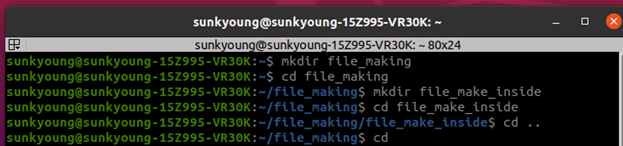 sunkyoung@sunkyoung-15Z995-VR30K: ~
sunkyoung@sunkyoung-15Z995-VR30K: ~ 80x24
sunkyoung@sunkyoung-15Z995-VR30K:~$ mkdir file_making
sunkyoung@sunkyoung-15Z995-VR30K:~$ cd file_making
sunkyoung@sunkyoung-15Z995-VR30K:~/file_making$ mkdir file_make_inside
sunkyoung@sunkyoung-15Z995-VR30K:~/file_making$ cd file_make_inside
sunkyoung@sunkyoung-15Z995-VR30K:~/file_making/file_make_inside$ cd ..
sunkyoung@sunkyoung-15Z995-VR30K:~/file_making$ cd